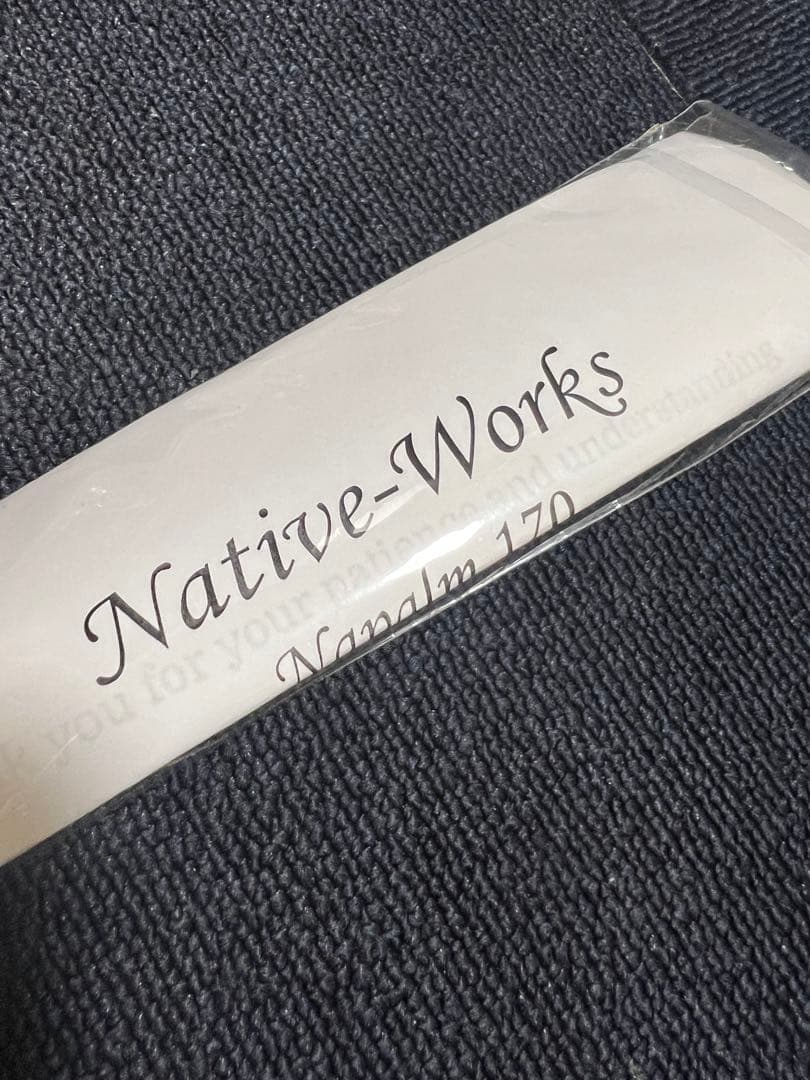 Native-Works
Napalm 170
you for your patience and understanding